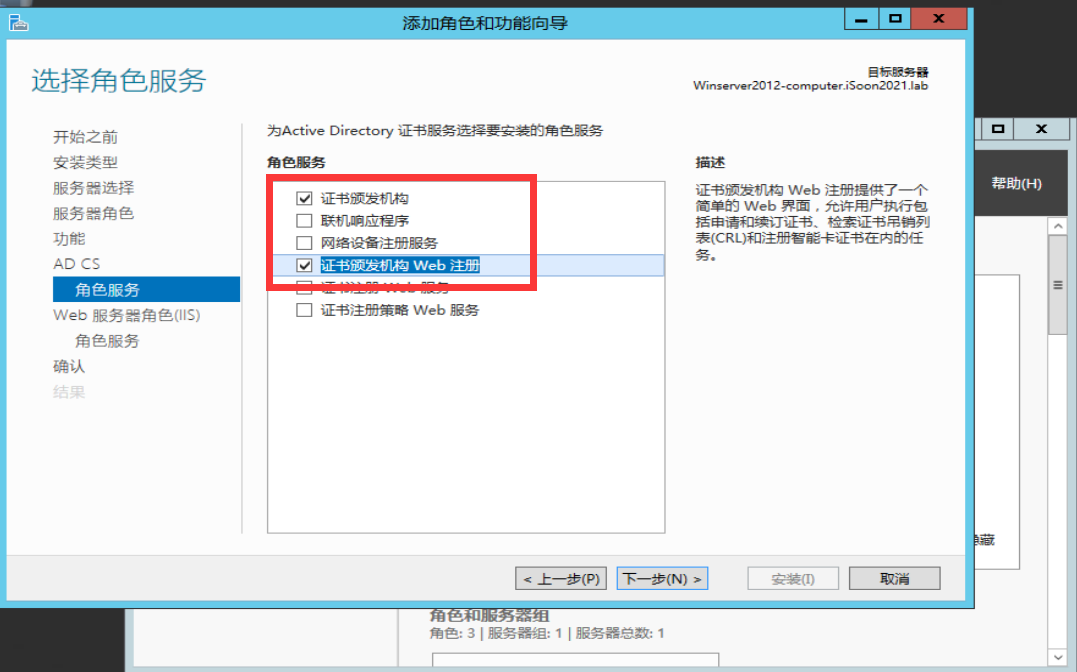 添加角色和功能向导
选择角色服务
目标服务器
Winserver2012-computer.iSoon2021.lab
开始之前
安装类型
服务器选择
服务器角色
功能
AD CS
角色服务
Web 服务器角色(IIS)
角色服务
确认
结果
为Active Directory 证书服务选择要安装的角色服务
角色服务
证书颁发机构
联机响应程序
网络设备注册服务
证书颁发机构 Web 注册
证书注册 Web 服务
证书注册策略 Web 服务
描述
证书颁发机构 Web 注册提供了一个
简单的 Web 界面，允许用户执行包
括申请和续订证书、检索证书吊销列
表(CRL)和注册智能卡证书在内的任
务。
< 上一步(P)
下一步(N) >
安装(I)
取消
帮助(H)
隐藏
角色和服务器组
角色: 3 | 服务器组: 1 | 服务器总数: 1